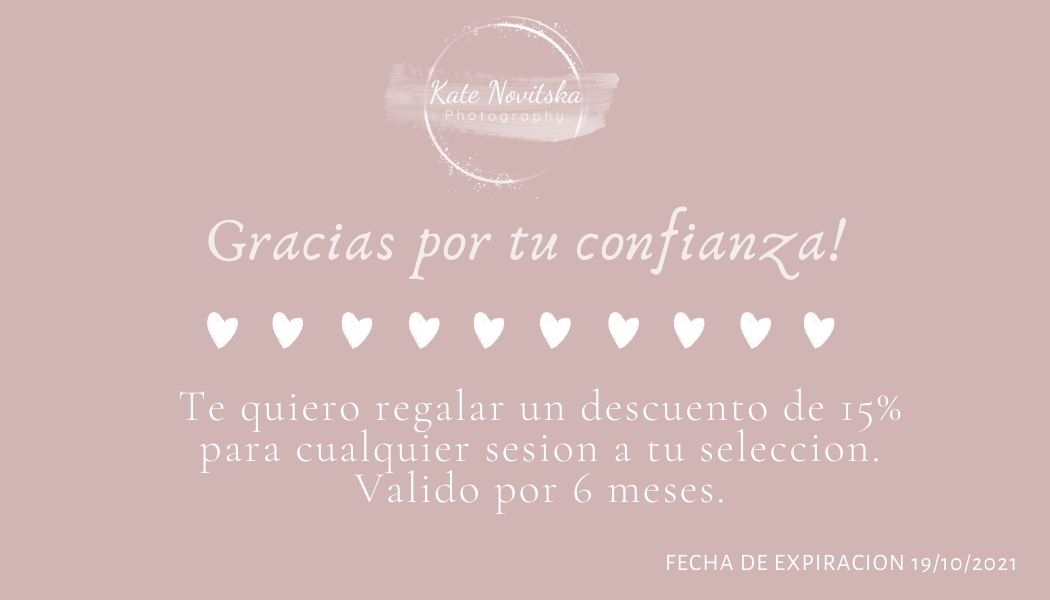 Kate Novitska
Photography
Gracias por tu confianza!
Te quiero regalar un descuento de 15%
para cualquier sesion a tu seleccion.
Valido por 6 meses.
FECHA DE EXPIRACION 19/10/2021